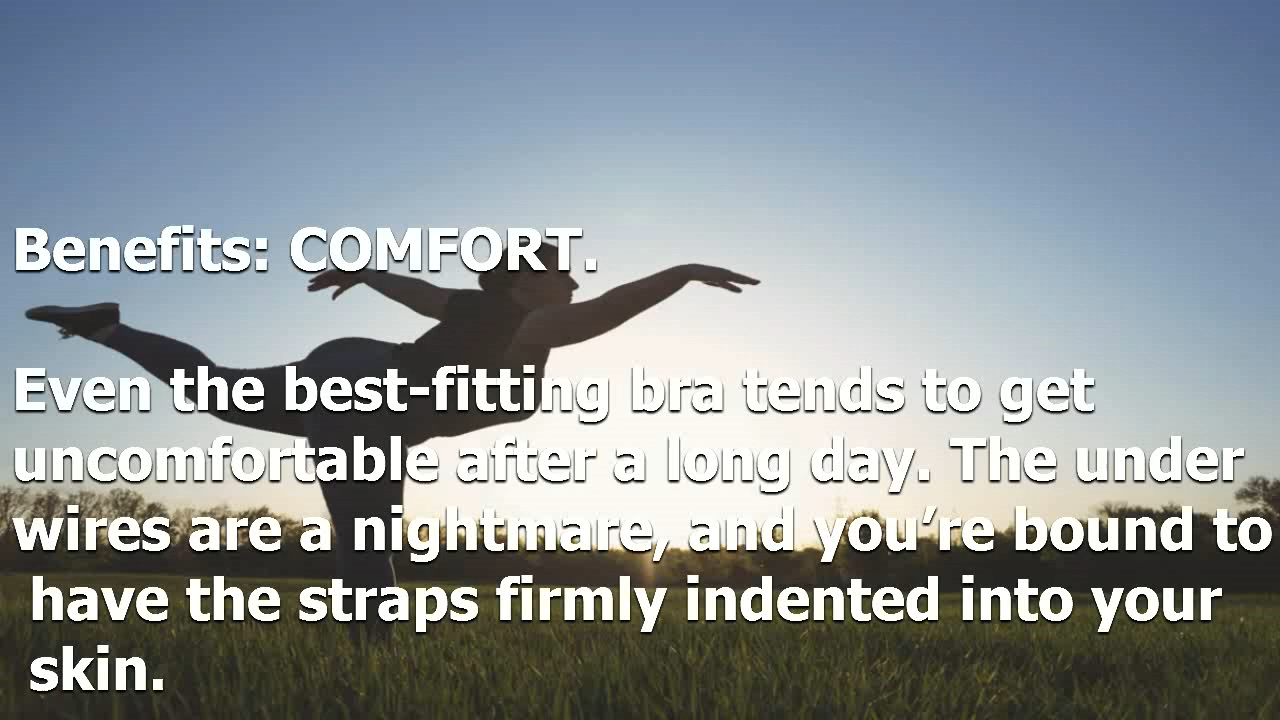 Benefits: COMFORT.
Even the best-fitting bra tends to get
uncomfortable after a long day. The under
wires are a nightmare, and you’re bound to
have the straps firmly indented into your
skin.